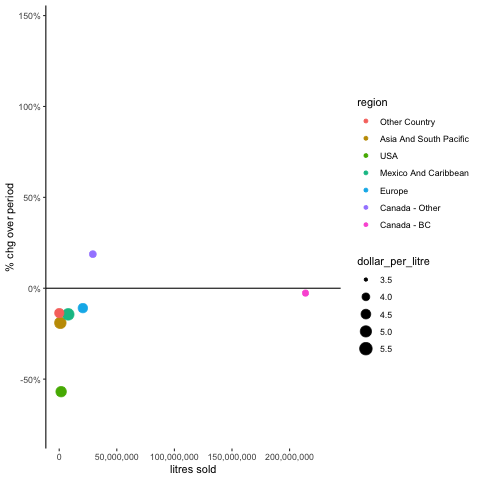 150%
100%
50%
0%
-50%
% chg over period
0
50,000,000
100,000,000
150,000,000
200,000,000
litres sold
region
Other Country
Asia And South Pacific
USA
Mexico And Caribbean
Europe
Canada - Other
Canada - BC
dollar_per_litre
3.5
4.0
4.5
5.0
5.5